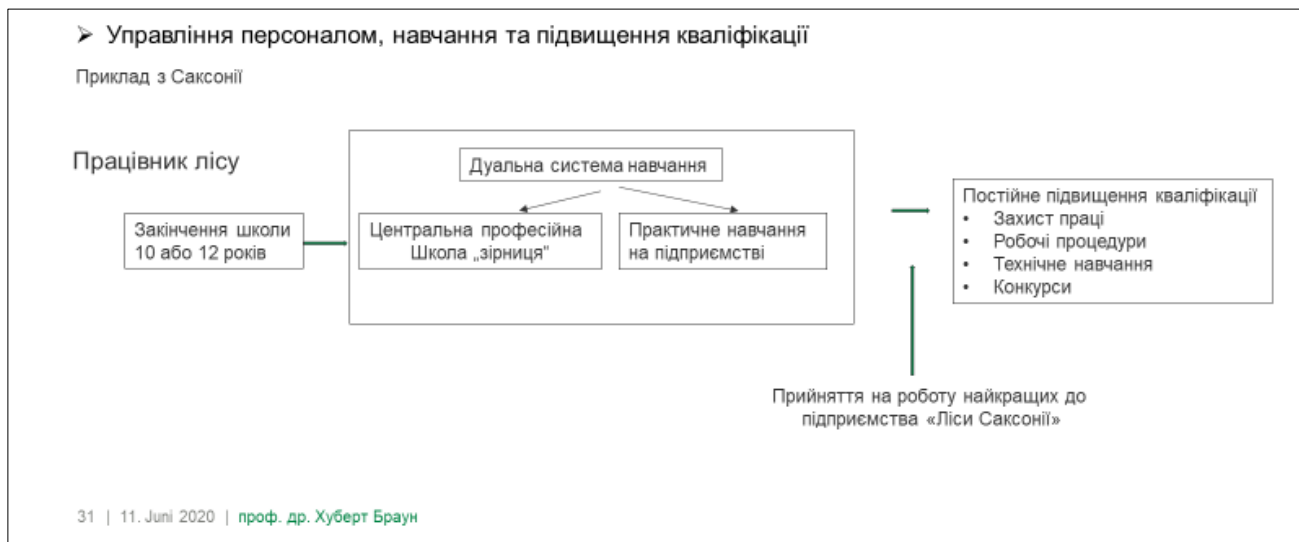 ➢ Управління персоналом, навчання та підвищення кваліфікації
Приклад з Саксонії
Працівник лісу
Закінчення школи
10 або 12 років
Дуальна система навчання
Центральна професійна
Школа „зірниця“
Практичне навчання
на підприємстві
Постійне підвищення кваліфікації
• Захист праці
• Робочі процедури
• Технічне навчання
• Конкурси
Прийняття на роботу найкращих до
підприємства «Ліси Саксонії»
31 | 11. Juni 2020 | проф. др. Хуберт Браун